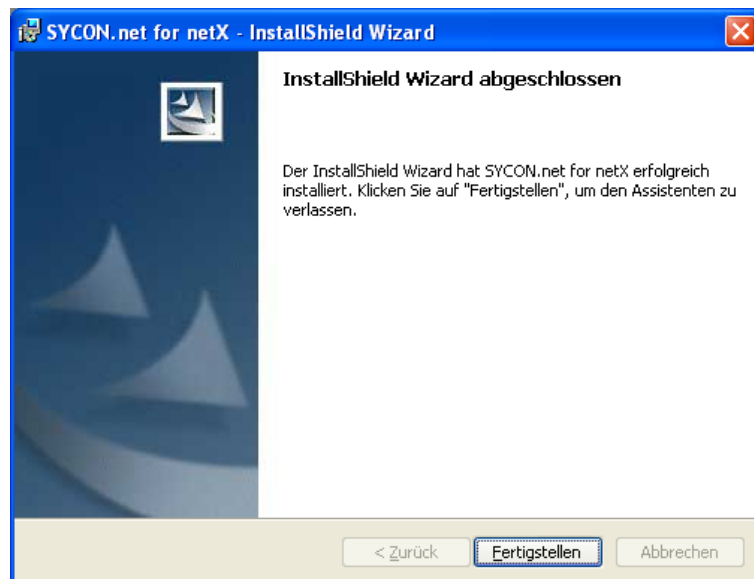 SYCON.net for netX - InstallShield Wizard
InstallShield Wizard abgeschlossen
Der InstallShield Wizard hat SYCON.net for netX erfolgreich
installiert. Klicken Sie auf "Fertigstellen", um den Assistenten zu
verlassen.
< Zurück
Fertigstellen
Abbrechen